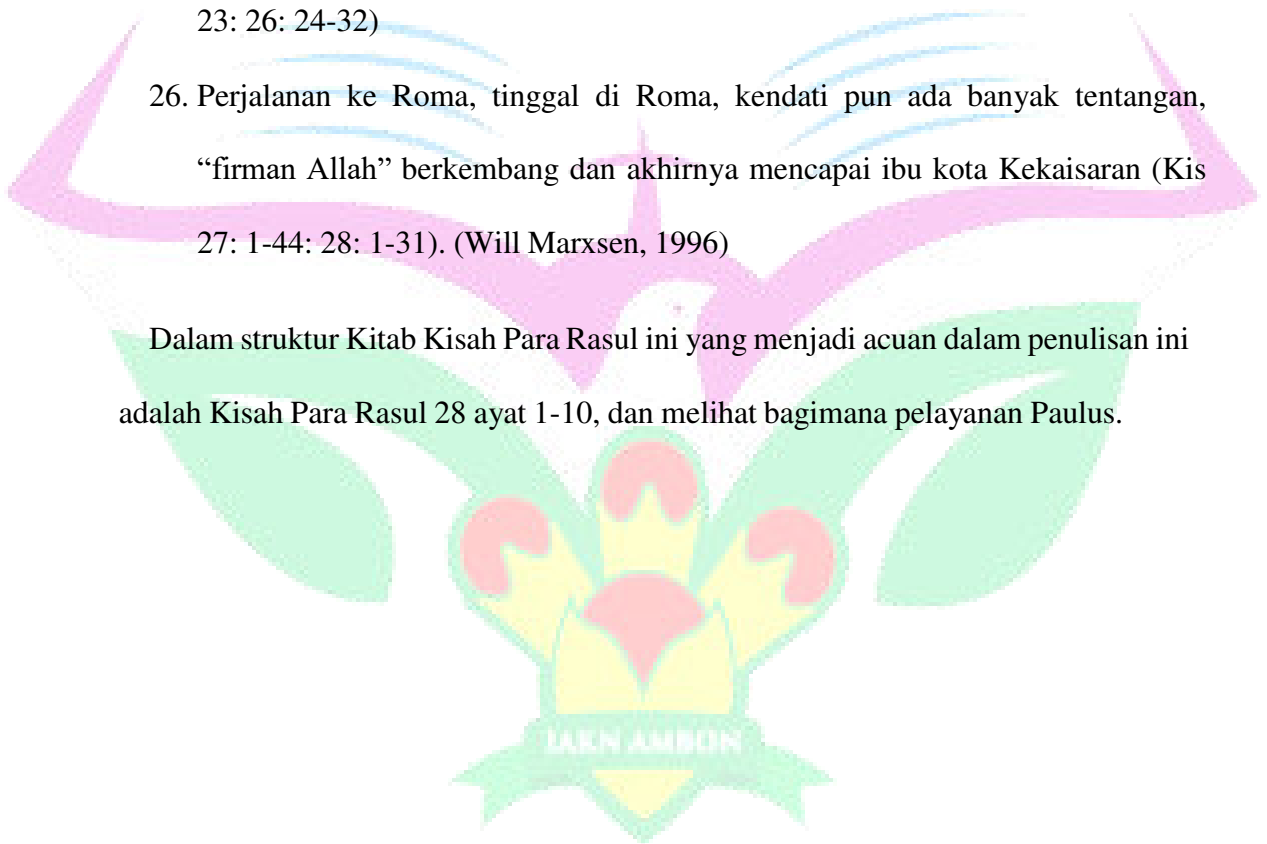 23: 26: 24-32)
26. Perjalanan ke Roma, tinggal di Roma, kendati pun ada banyak tentangan,
“firman Allah” berkembang dan akhirnya mencapai ibu kota Kekaisaran (Kis
27: 1-44: 28: 1-31). (Will Marxsen, 1996)
Dalam struktur Kitab Kisah Para Rasul ini yang menjadi acuan dalam penulisan ini
adalah Kisah Para Rasul 28 ayat 1-10, dan melihat bagimana pelayanan Paulus.
IAKN AMBON